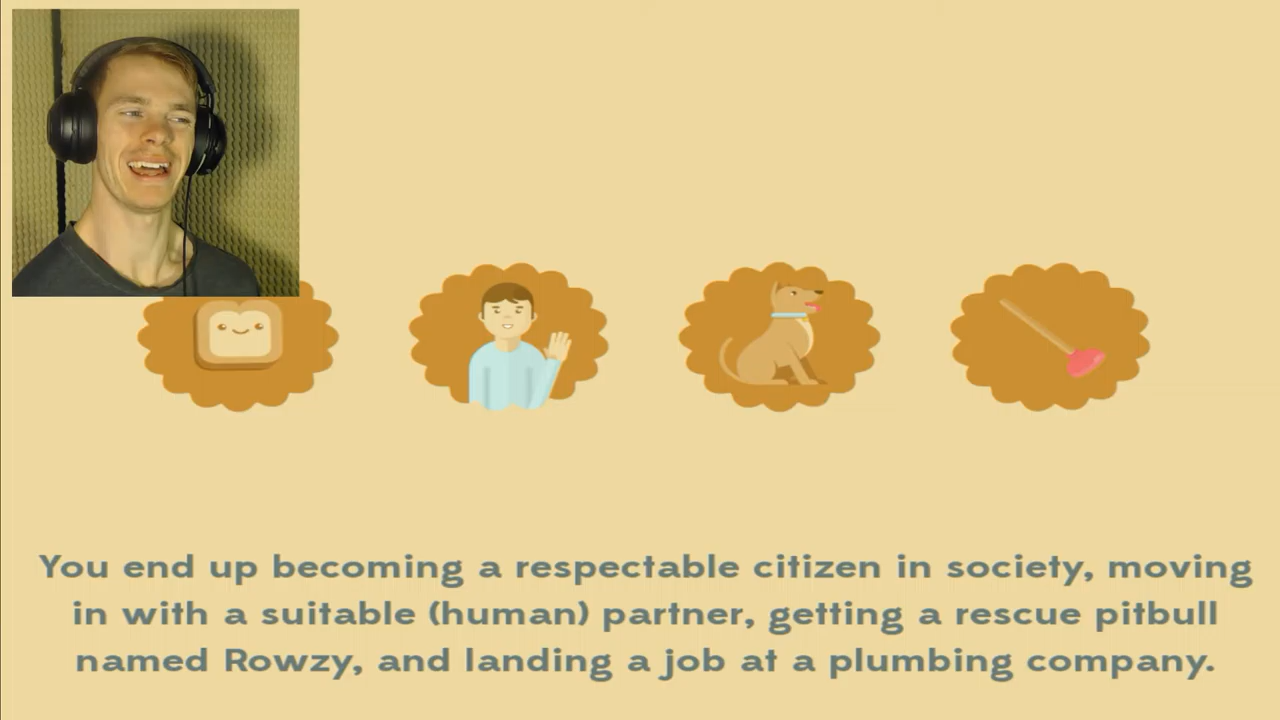 You end up becoming a respectable citizen in society, moving
in with a suitable (human) partner, getting a rescue pitbull
named Rowzy, and landing a job at a plumbing company.